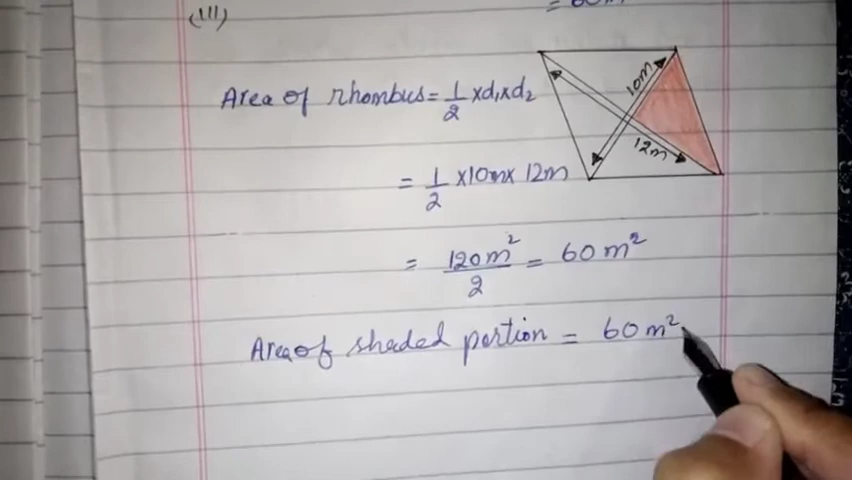 (III)
Area of rhombus = 1/2 × d₁ × d₂
10m
12m
= 1/2 × 10m × 12m
= 120m²/2 = 60 m²
Area of shaded portion = 60 m²